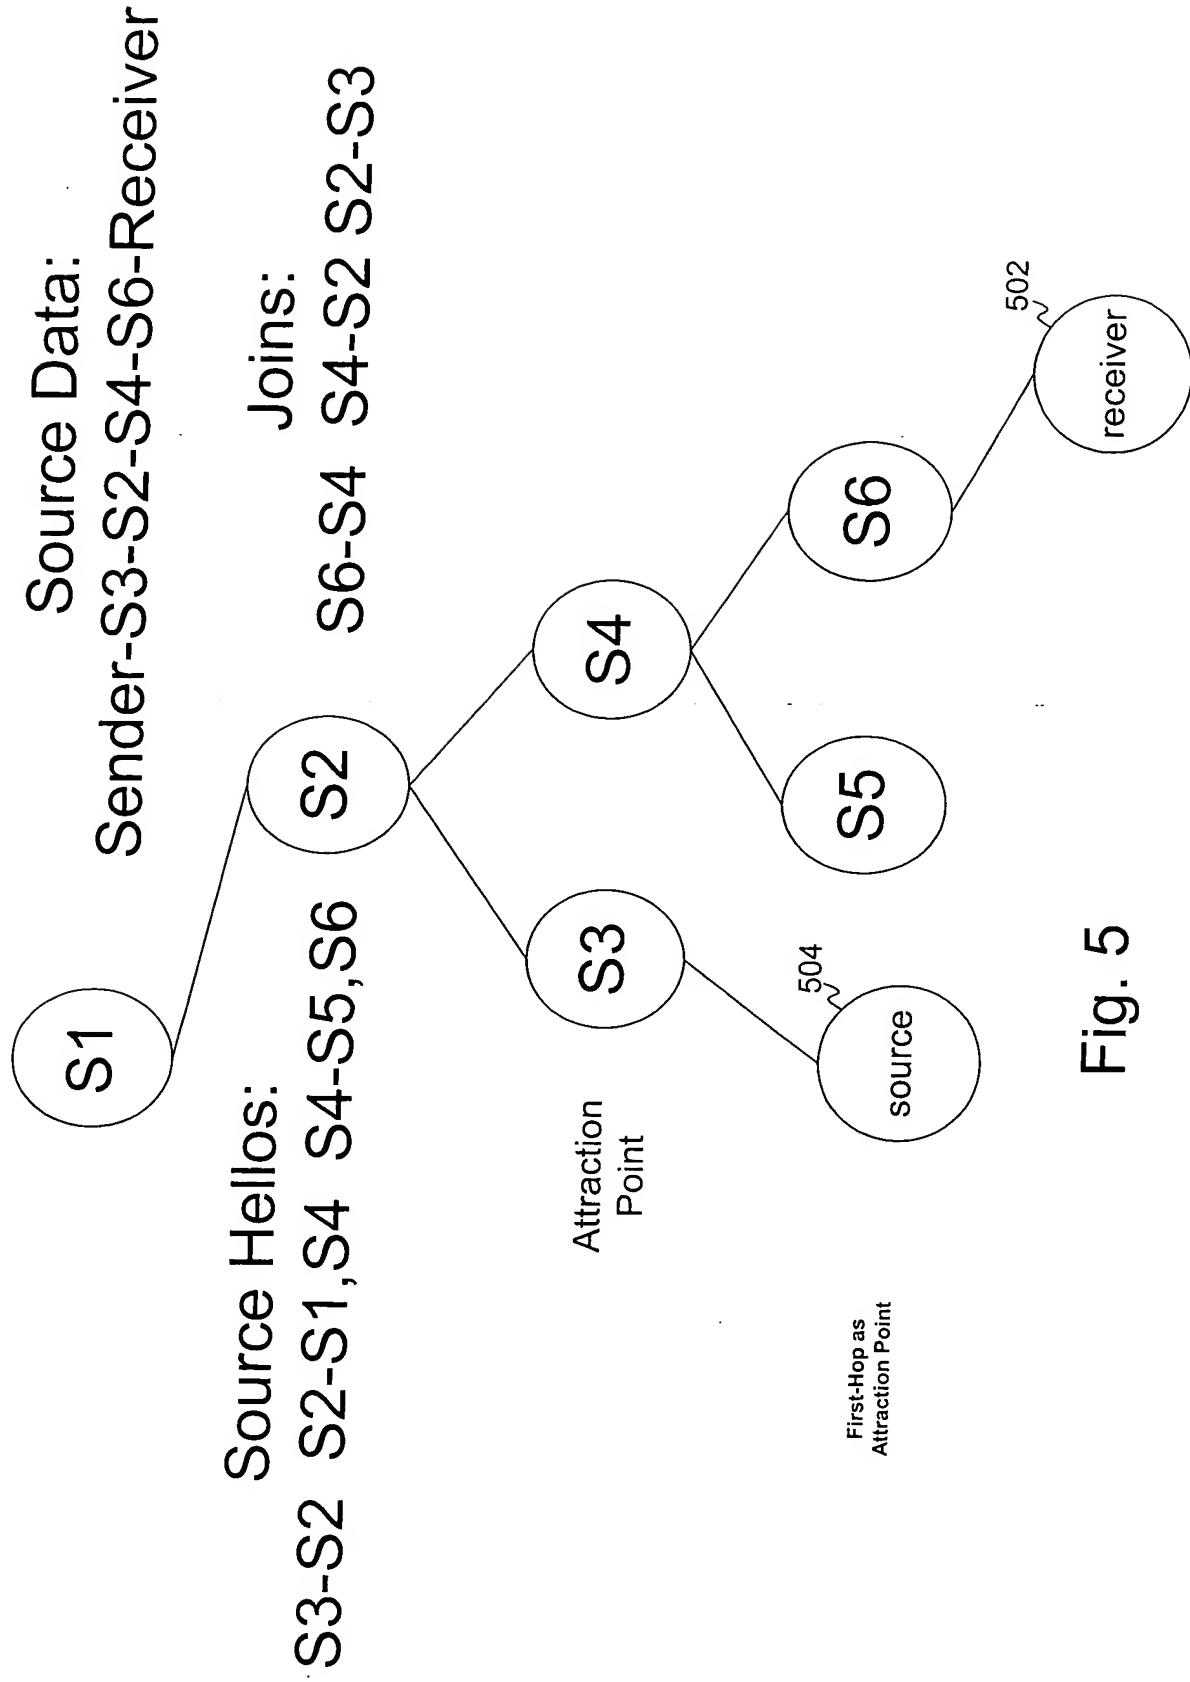 Source Data:
Sender-S3-S2-S4-S6-Receiver
S1
Source Hellos:
S3-S2 S2-S1,S4 S4-S5,S6
Joins:
S6-S4 S4-S2 S2-S3
S2
Attraction
Point
S3
S4
First-Hop as
Attraction Point
504
source
S5
S6
502
receiver
Fig. 5